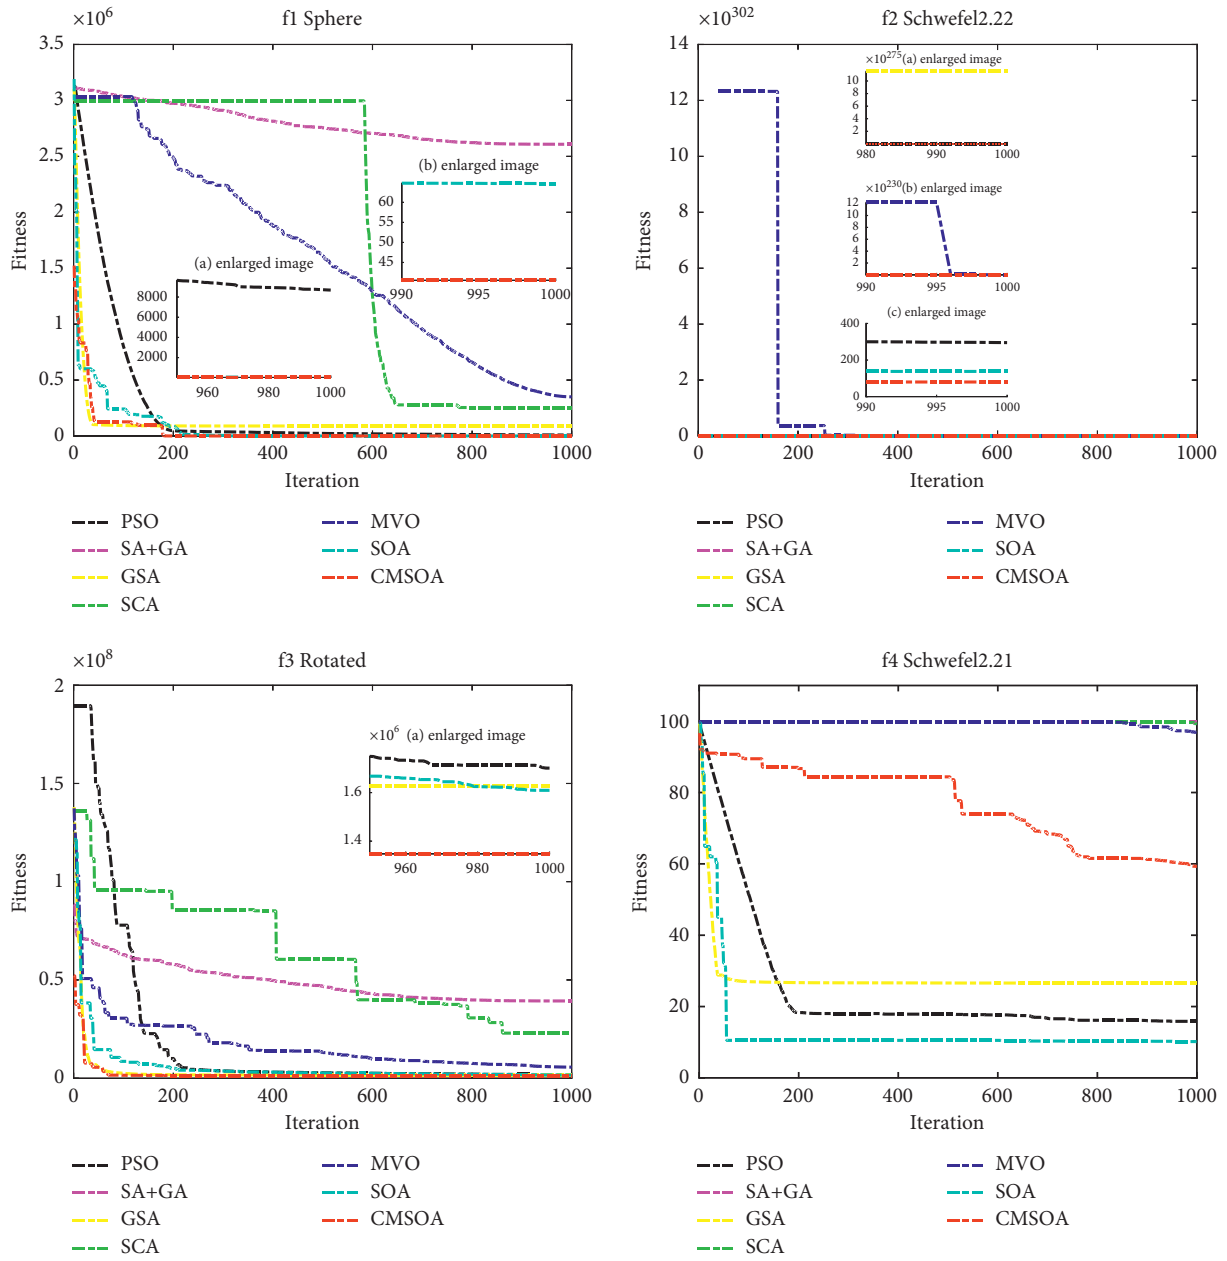 ×10^6 f1 Sphere
3.5
3
2.5
2
1.5
1
0.5
0
Fitness
(b) enlarged image
60
55
50
45
990 995 1000
(a) enlarged image
8000
6000
4000
2000
960 980 1000
0 200 400 600 800 1000
Iteration
PSO MVO
SA+GA SOA
GSA CMSOA
SCA
×10^302 f2 Schwefel2.22
14
12
10
8
6
4
2
0
Fitness
×10^275 (a) enlarged image
10
8
6
4
2
980 990 1000
×10^230 (b) enlarged image
12
10
8
6
4
2
990 995 1000
(c) enlarged image
400
200
0
990 995 1000
0 200 400 600 800 1000
Iteration
PSO MVO
SA+GA SOA
GSA CMSOA
SCA
×10^8 f3 Rotated
2
1.5
1
0.5
0
Fitness
×10^6 (a) enlarged image
1.6
1.4
960 980 1000
0 200 400 600 800 1000
Iteration
PSO MVO
SA+GA SOA
GSA CMSOA
SCA
f4 Schwefel2.21
100
80
60
40
20
0
Fitness
0 200 400 600 800 1000
Iteration
PSO MVO
SA+GA SOA
GSA CMSOA
SCA